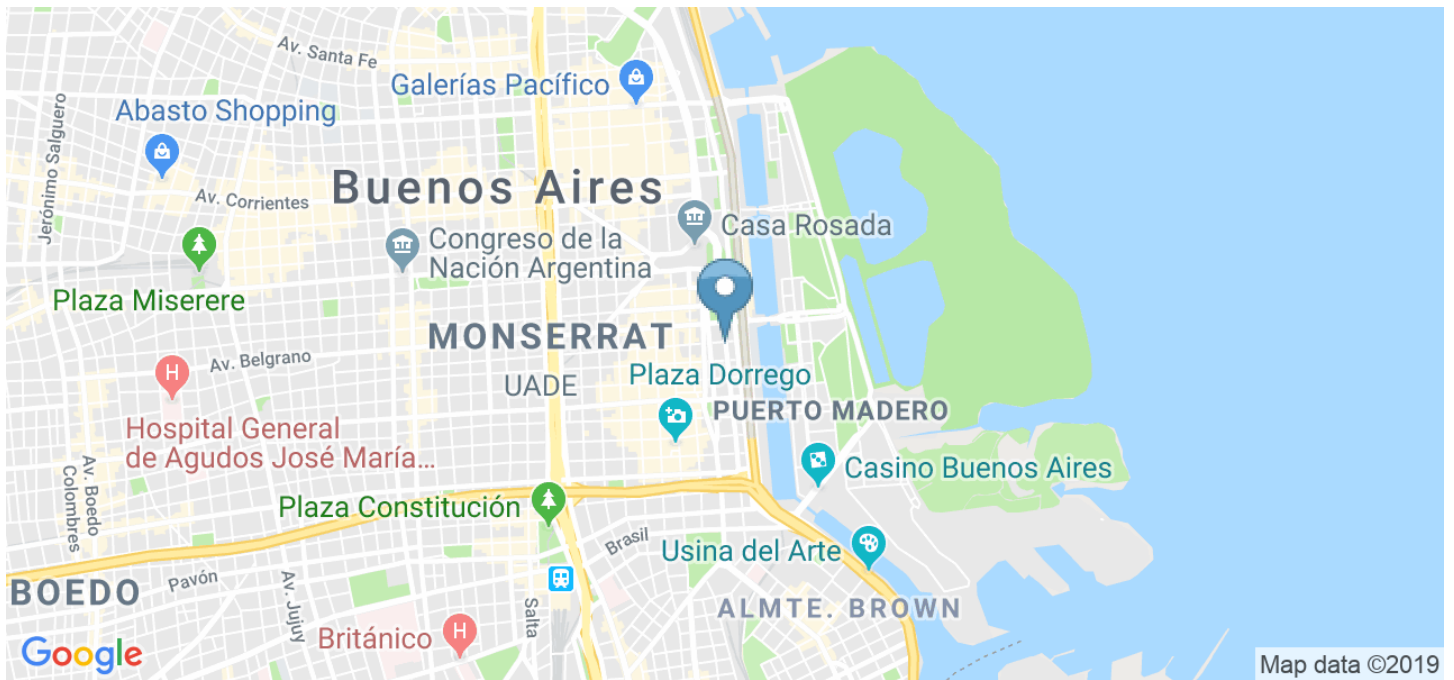 Av. Santa Fe
Galerías Pacífico
Abasto Shopping
Jerónimo Salguero
Buenos Aires
Av. Corrientes
Casa Rosada
Congreso de la
Nación Argentina
Plaza Miserere
MONSERRAT
Av. Belgrano
UADE
Plaza Dorrego
PUERTO MADERO
H
Hospital General
de Agudos José María...
Casino Buenos Aires
Av. Boedo
Colombres
Plaza Constitución
Brasil
Usina del Arte
Pavón
BOEDO
Av. Jujuy
Salta
ALMTE. BROWN
Británico
H
Google
Map data ©2019